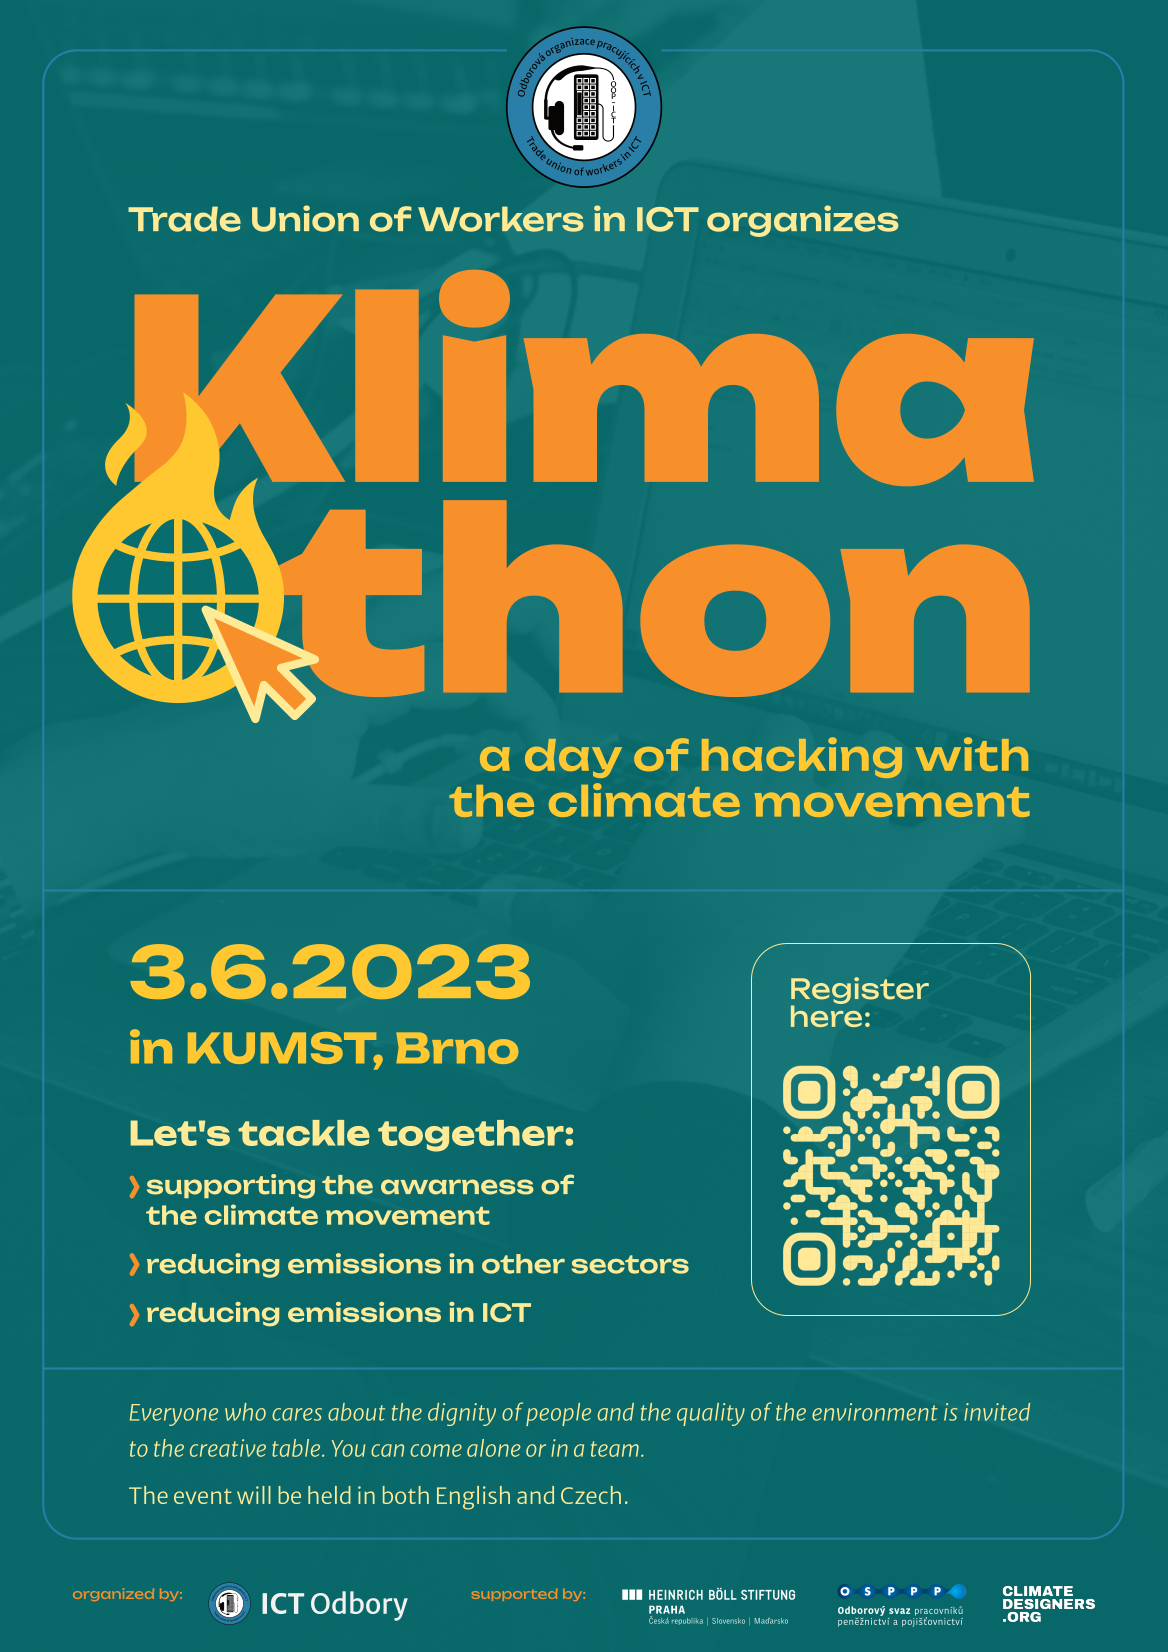 Odborová organizace pracujících v ICT
OOP-ICT
Trade union of workers in ICT
Trade Union of Workers in ICT organizes
Klima
thon
a day of hacking with
the climate movement
3.6.2023
in KUMST, Brno
Let's tackle together:
supporting the awarness of
the climate movement
reducing emissions in other sectors
reducing emissions in ICT
Register
here:
Everyone who cares about the dignity of people and the quality of the environment is invited
to the creative table. You can come alone or in a team.
The event will be held in both English and Czech.
organized by:
ICT Odbory
supported by:
HEINRICH BÖLL STIFTUNG
PRAHA
Česká republika | Slovensko | Maďarsko
OSPPP
Odborový svaz pracovníků
peněžnictví a pojišťovnictví
CLIMATE
DESIGNERS
.ORG